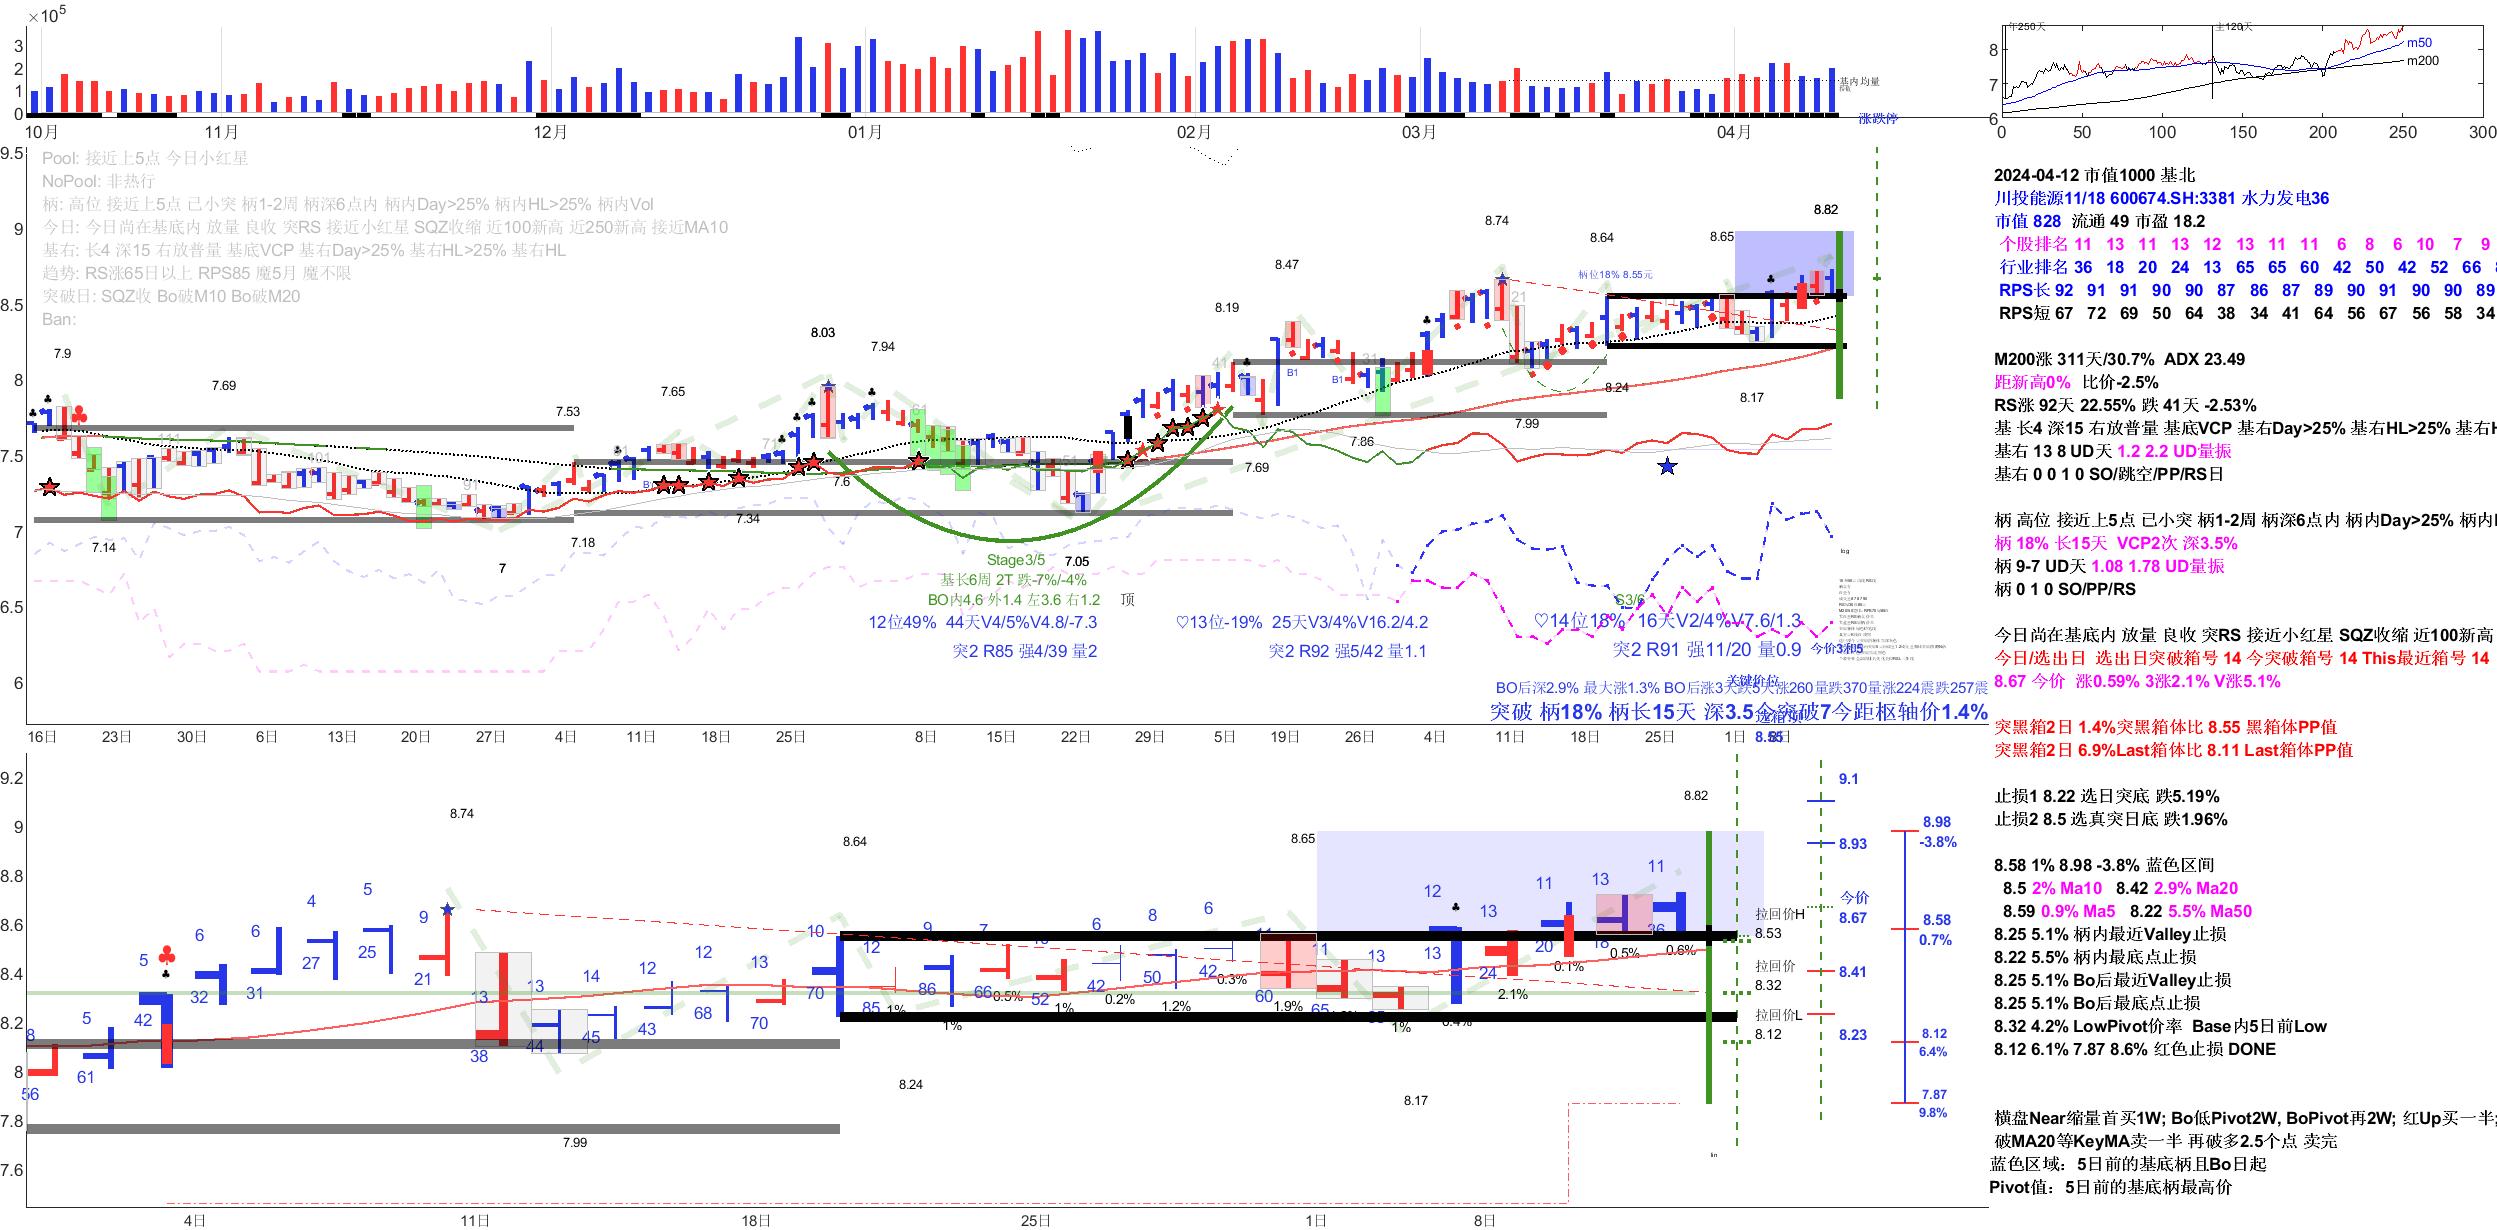 ×10⁵
3
2
1
0
基内均量
涨跌停
10月 11月 12月 01月 02月 03月 04月
年250天 主120天
8
7
6
m50
m200
0 50 100 150 200 250 300
9.5
9
8.5
8
7.5
7
6.5
6
Pool: 接近上5点 今日小红星
NoPool: 非热行
柄: 高位 接近上5点 已小突 柄1-2周 柄深6点内 柄内Day>25% 柄内HL>25% 柄内Vol
今日: 今日尚在基底内 放量 良收 突RS 接近小红星 SQZ收缩 近100新高 近250新高 接近MA10
基右: 长4 深15 右放普量 基底VCP 基右Day>25% 基右HL>25% 基右HL
趋势: RS涨65日以上 RPS85 魔5月 魔不限
突破日: SQZ收 Bo破M10 Bo破M20
Ban:
7.9
7.69
7.53
7.65
8.03
7.94
8.19
8.47
8.74
8.64
8.65
8.82
柄位18% 8.55元
21
41
31
61
51
71
91
101
111
B1
B1
7.14
7
7.18
7.34
7.6
7.05
7.69
7.86
7.99
8.24
8.17
Stage3/5
基长6周 2T 跌-7%/-4%
BO内4.6 外1.4 左3.6 右1.2 顶
S3/6
12位49% 44天V4/5%V4.8/-7.3
♡13位-19% 25天V3/4%V16.2/4.2
♡14位18% 16天V2/4%V7.6/1.3
突2 R85 强4/39 量2
突2 R92 强5/42 量1.1
突2 R91 强11/20 量0.9
log
关键价位
BO后深2.9% 最大涨1.3% BO后涨3天跌5天涨260量跌370量涨224震跌257震
突破 柄18% 柄长15天 深3.5今突破7今距枢轴价1.4%
16日 23日 30日 6日 13日 20日 27日 4日 11日 18日 25日 8日 15日 22日 29日 5日 19日 26日 4日 11日 18日 25日 1日
9.2
9
8.8
8.6
8.4
8.2
8
7.8
7.6
8.74
8.64
8.65
8.82
8.24
8.17
7.99
8 5 5 6 6 4 5 9 13 13 14 12 12 13 10 12 9 7 6 8 6 11 11 13 13 12 13 11 13 11
56 61 42 32 31 27 25 21 38 44 45 43 68 70 70 85 86 66 52 42 50 42 60 65 24 20 18 36
1%
1%
0.5%
1%
0.2%
1.2%
0.3%
1.9%
1%
0.4%
2.1%
0.1%
0.5%
0.6%
拉回价H
8.53
拉回价
8.32
拉回价L
8.12
9.1
8.93
今价
8.67
8.41
8.23
8.98
-3.8%
8.58
0.7%
8.12
6.4%
7.87
9.8%
lin
4日 11日 18日 25日 1日 8日
2024-04-12 市值1000 基北
川投能源11/18 600674.SH:3381 水力发电36
市值 828 流通 49 市盈 18.2
个股排名 11 13 11 13 12 13 11 11 6 8 6 10 7 9
行业排名 36 18 20 24 13 65 65 60 42 50 42 52 66
RPS长 92 91 91 90 90 87 86 87 89 90 91 90 90 89
RPS短 67 72 69 50 64 38 34 41 64 56 67 56 58 34
M200涨 311天/30.7% ADX 23.49
距新高0% 比价-2.5%
RS涨 92天 22.55% 跌 41天 -2.53%
基 长4 深15 右放普量 基底VCP 基右Day>25% 基右HL>25%
基右 13 8 UD天 1.2 2.2 UD量振
基右 0 0 1 0 SO/跳空/PP/RS日
柄 高位 接近上5点 已小突 柄1-2周 柄深6点内 柄内Day>25%
柄 18% 长15天 VCP2次 深3.5%
柄 9-7 UD天 1.08 1.78 UD量振
柄 0 1 0 SO/PP/RS
今日尚在基底内 放量 良收 突RS 接近小红星 SQZ收缩 近100新高
今日/选出日 选出日突破箱号 14 今突破箱号 14 This最近箱号 14
8.67 今价 涨0.59% 3涨2.1% V涨5.1%
突黑箱2日 1.4%突黑箱体比 8.55 黑箱体PP值
突黑箱2日 6.9%Last箱体比 8.11 Last箱体PP值
止损1 8.22 选日突底 跌5.19%
止损2 8.5 选真突日底 跌1.96%
8.58 1% 8.98 -3.8% 蓝色区间
8.5 2% Ma10 8.42 2.9% Ma20
8.59 0.9% Ma5 8.22 5.5% Ma50
8.25 5.1% 柄内最近Valley止损
8.22 5.5% 柄内最底点止损
8.25 5.1% Bo后最近Valley止损
8.25 5.1% Bo后最底点止损
8.32 4.2% LowPivot价率 Base内5日前Low
8.12 6.1% 7.87 8.6% 红色止损 DONE
横盘Near缩量首买1W; Bo低Pivot2W, BoPivot再2W; 红Up买一半;
破MA20等KeyMA卖一半 再破多2.5个点 卖完
蓝色区域：5日前的基底柄且Bo日起
Pivot值：5日前的基底柄最高价